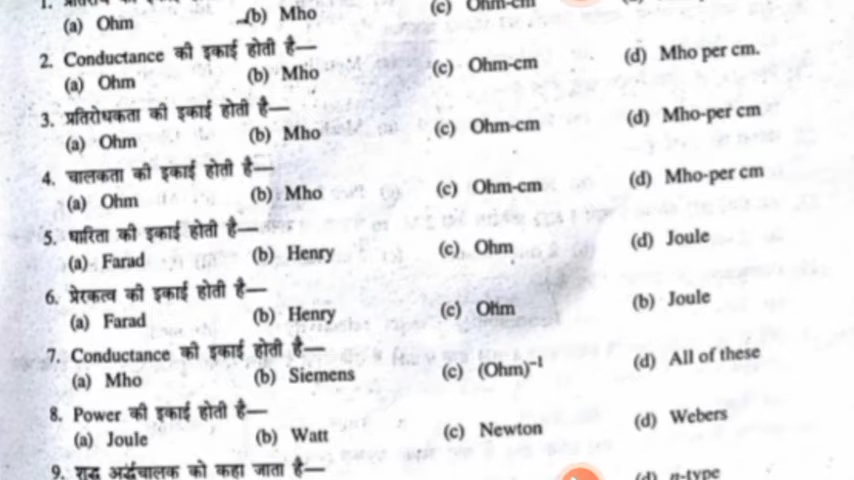 (a) Ohm (b) Mho (c) Ohm-cm
2. Conductance की इकाई होती है—
(a) Ohm (b) Mho (c) Ohm-cm (d) Mho per cm.
3. प्रतिरोधकता की इकाई होती है—
(a) Ohm (b) Mho (c) Ohm-cm (d) Mho-per cm
4. चालकता की इकाई होती है—
(a) Ohm (b) Mho (c) Ohm-cm (d) Mho-per cm
5. धारिता की इकाई होती है—
(a) Farad (b) Henry (c) Ohm (d) Joule
6. प्रेरकत्व की इकाई होती है—
(a) Farad (b) Henry (c) Ohm (b) Joule
7. Conductance की इकाई होती है—
(a) Mho (b) Siemens (c) (Ohm)⁻¹ (d) All of these
8. Power की इकाई होती है—
(a) Joule (b) Watt (c) Newton (d) Webers
9. शुद्ध अर्द्धचालक को कहा जाता है—
(d) n-type